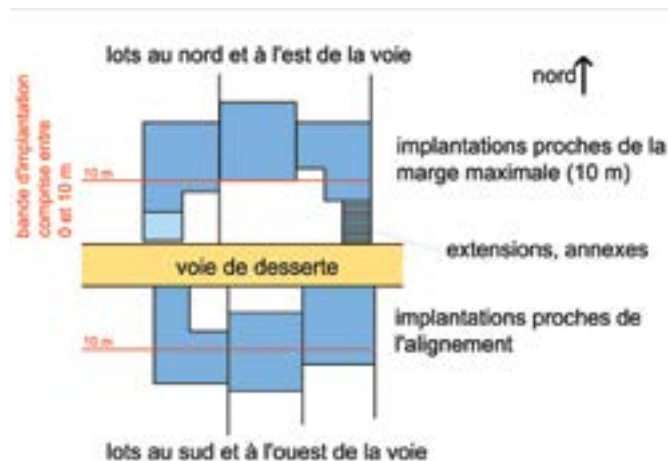 lots au nord et à l'est de la voie
nord
bande d'implantation
comprise entre
0 et 10 m
10 m
implantations proches de la
marge maximale (10 m)
extensions, annexes
voie de desserte
implantations proches de
l'alignement
10 m
lots au sud et à l'ouest de la voie